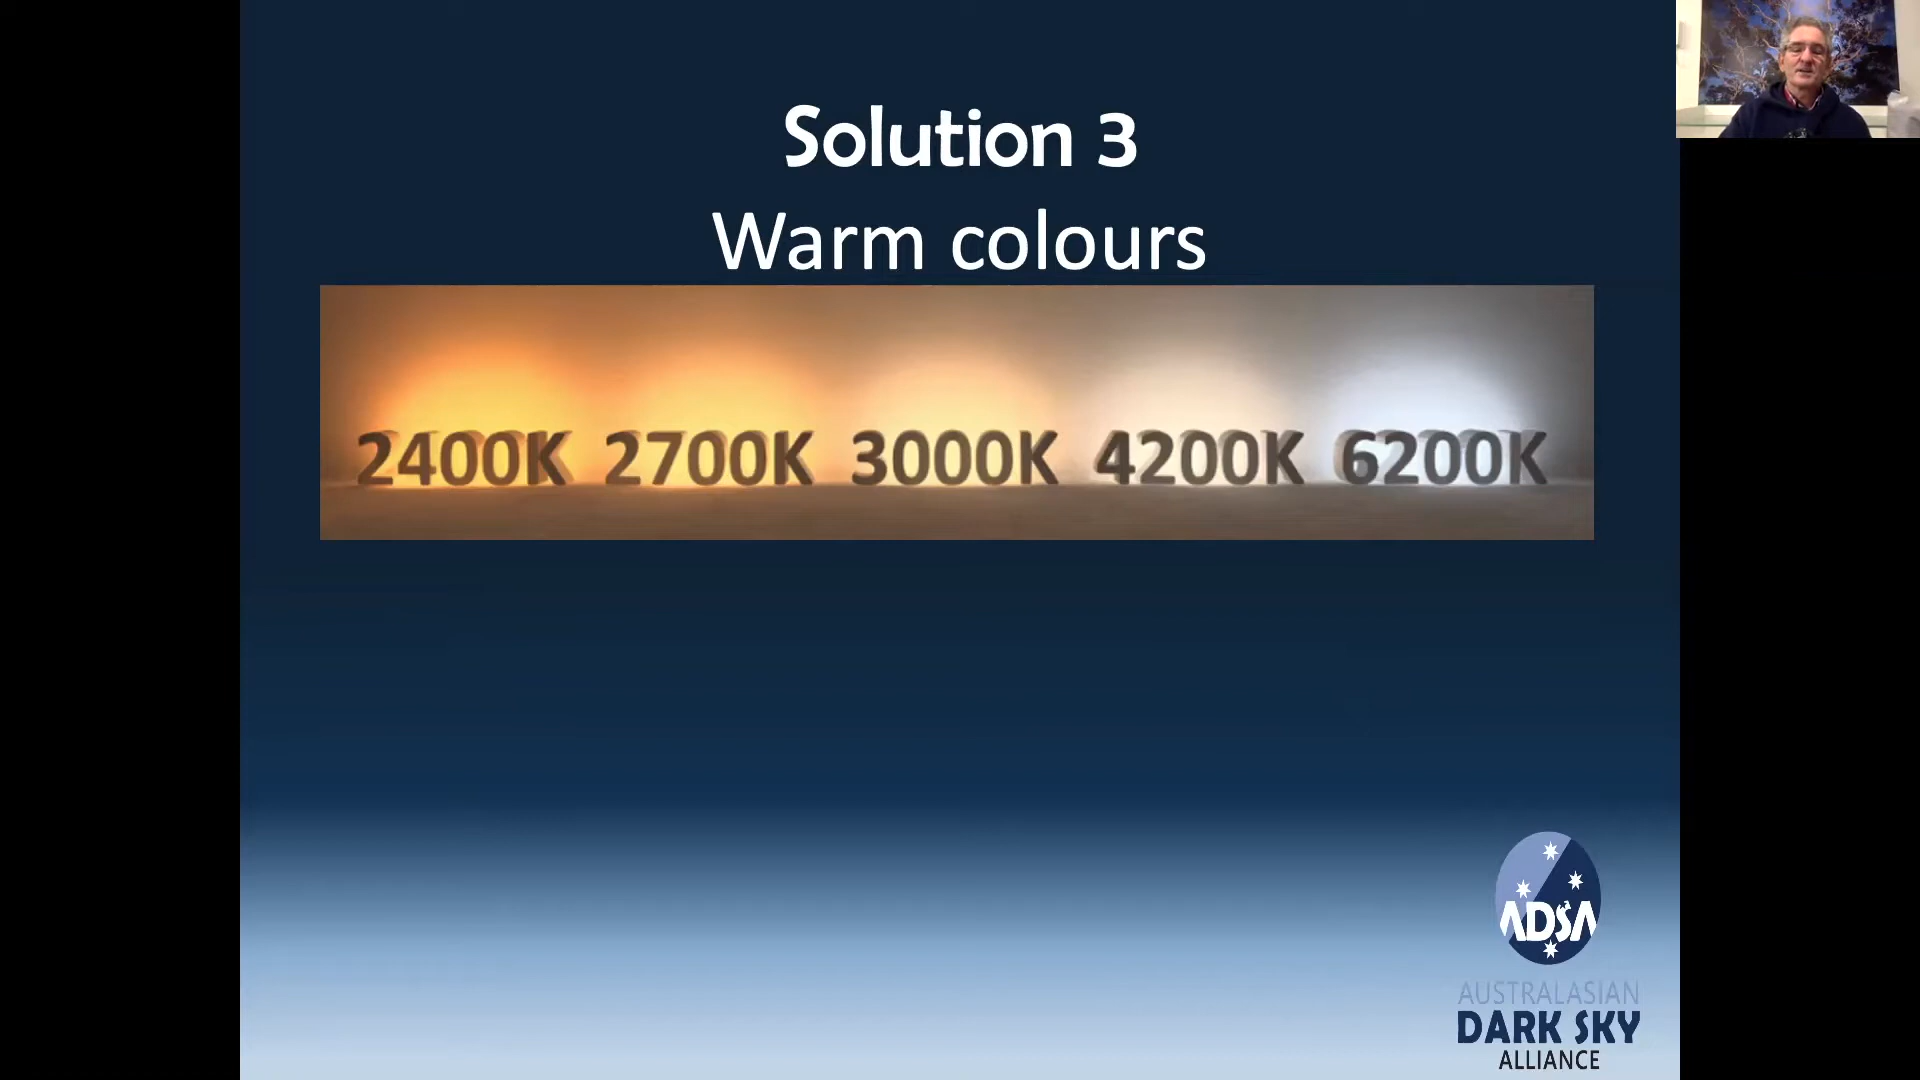 Solution 3
Warm colours
2400K 2700K 3000K 4200K 6200K
ADSA
AUSTRALASIAN
DARK SKY
ALLIANCE